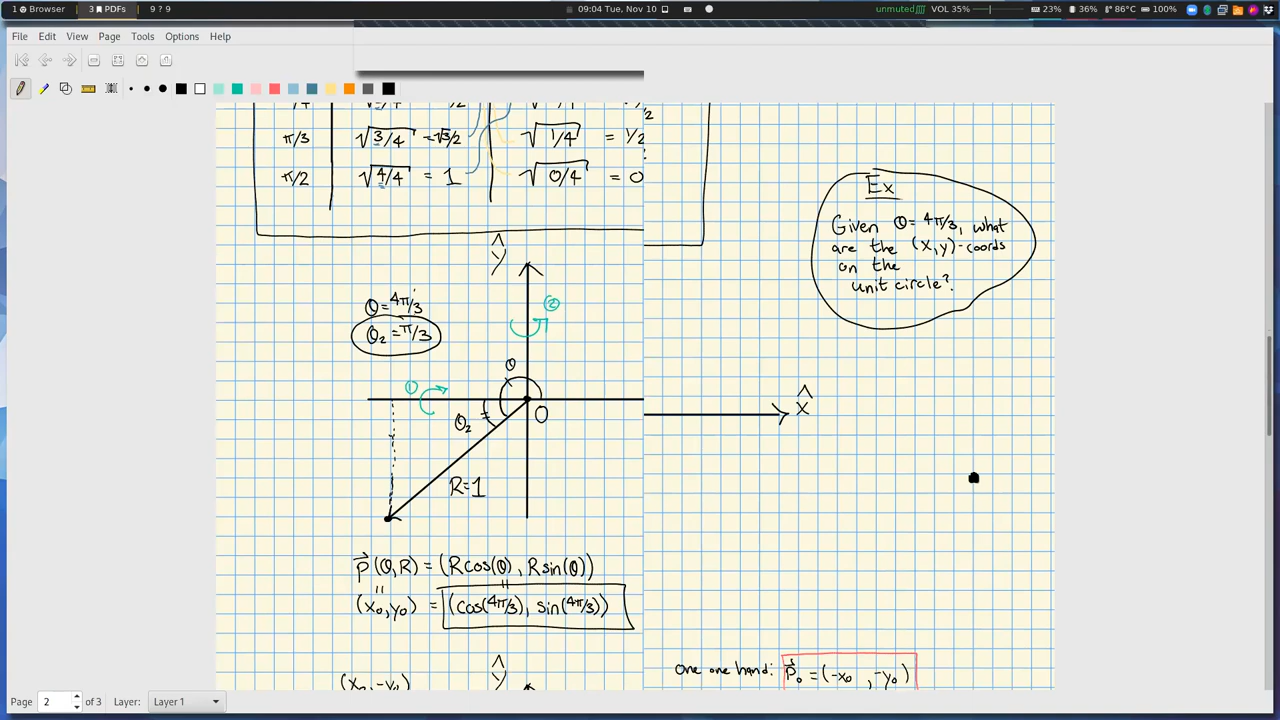 1 Browser
3 PDFs
9 ? 9
09:04 Tue, Nov 10
unmuted VOL 35%
23% 36% 86°C 100%
File Edit View Page Tools Options Help
π/3 √3/4 = √3/2 √1/4 = 1/2
π/2 √4/4 = 1 √0/4 = 0
Ex
Given θ = 4π/3, what
are the (x,y)-coords
on the
unit circle?
ŷ
θ = 4π/3
θ₂ = π/3
②
①
θ
θ₂
O
x̂
R=1
p⃗(θ,R) = (Rcos(θ), Rsin(θ))
(x₀,y₀) = (cos(4π/3), sin(4π/3))
ŷ
(x₀,-y₀)
One one hand: p⃗₀ = (-x₀, -y₀)
Page 2 of 3 Layer: Layer 1